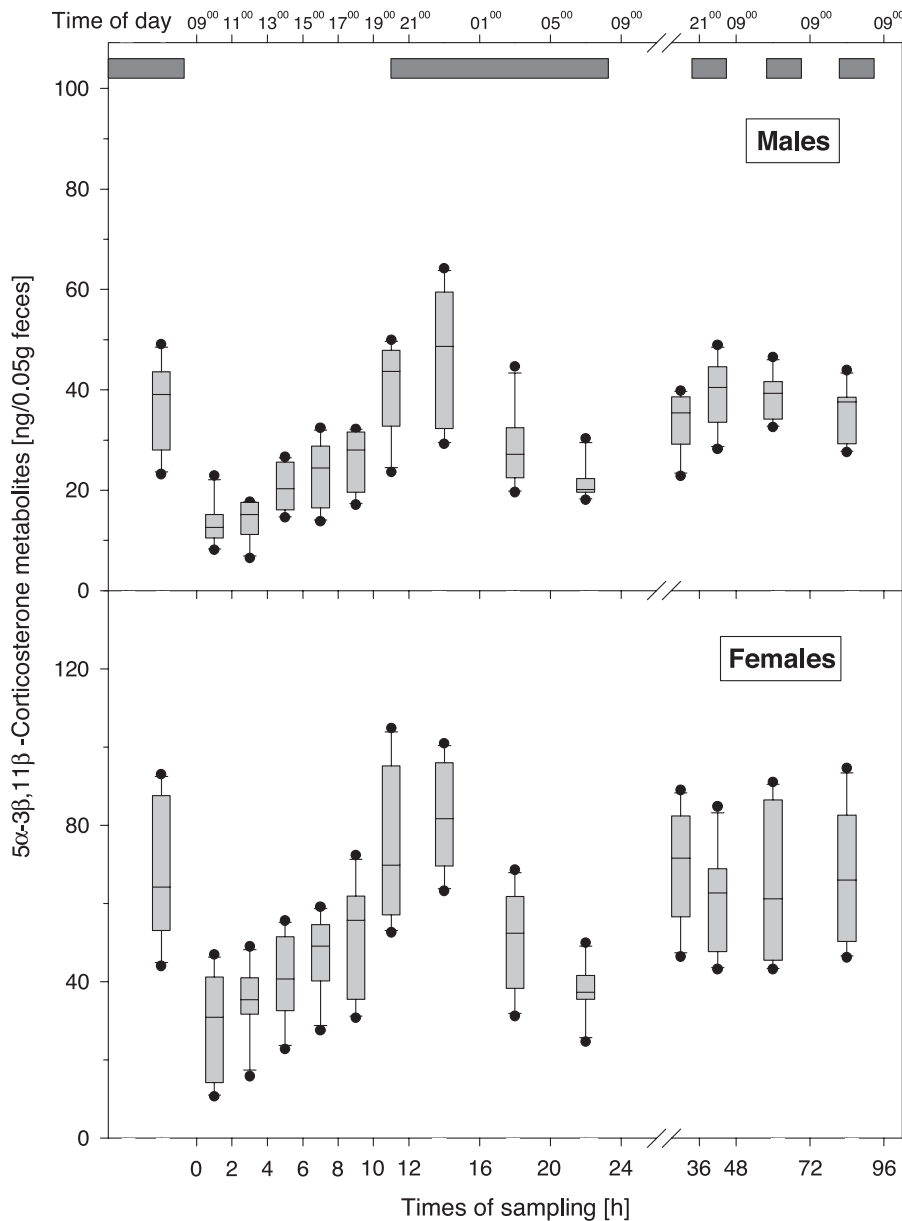 Time of day 09⁰⁰ 11⁰⁰ 13⁰⁰ 15⁰⁰ 17⁰⁰ 19⁰⁰ 21⁰⁰ 01⁰⁰ 05⁰⁰ 09⁰⁰ 21⁰⁰ 09⁰⁰ 09⁰⁰ 09⁰⁰
100
Males
80
60
40
20
0
5α-3β,11β -Corticosterone metabolites [ng/0.05g feces]
Females
120
80
40
0
0 2 4 5 6 8 10 12 16 20 24 36 48 72 96
Times of sampling [h]